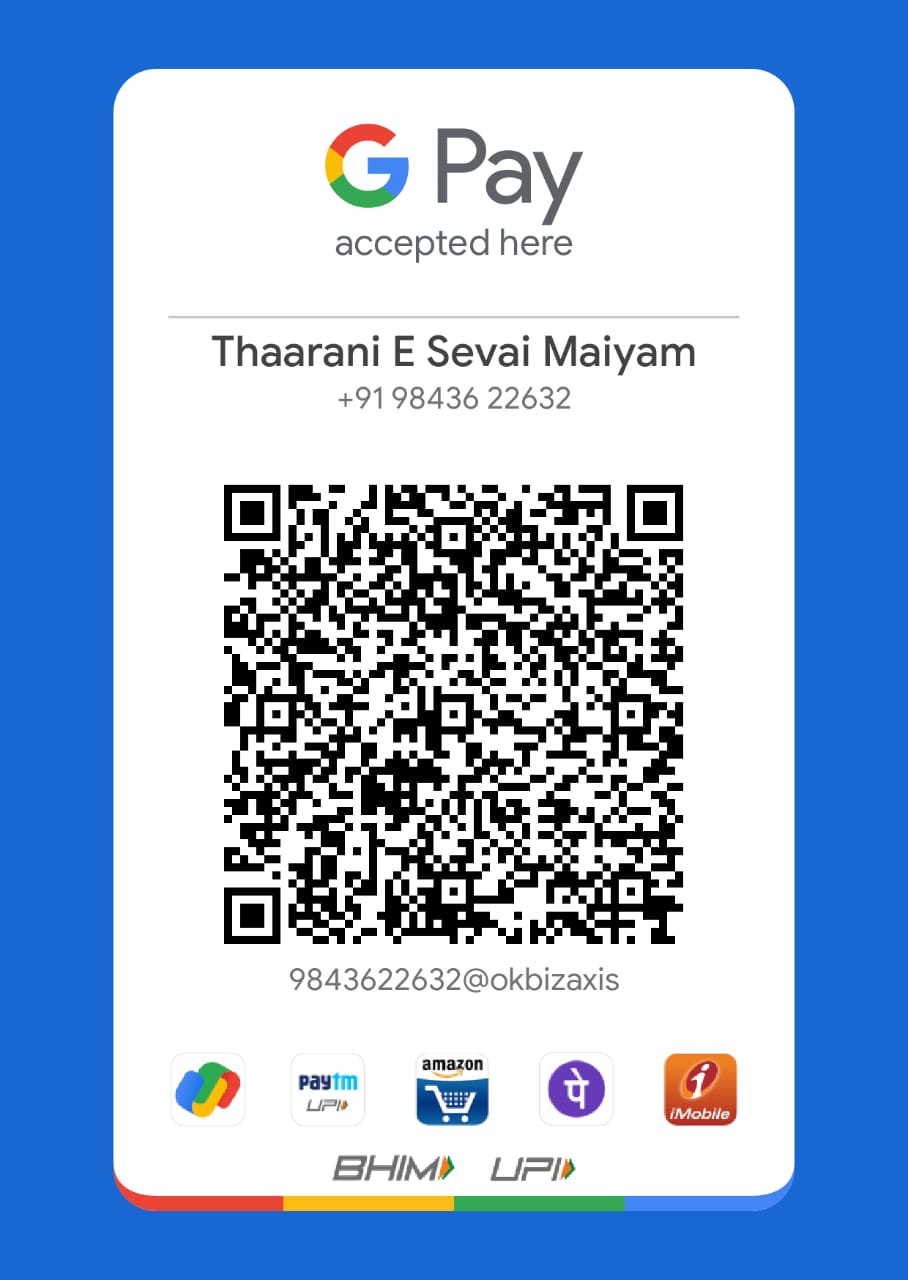 G Pay
accepted here
Thaarani E Sevai Maiyam
+91 98436 22632
9843622632@okbizaxis
paytm
UPI
amazon
पे
iMobile
BHIM UPI